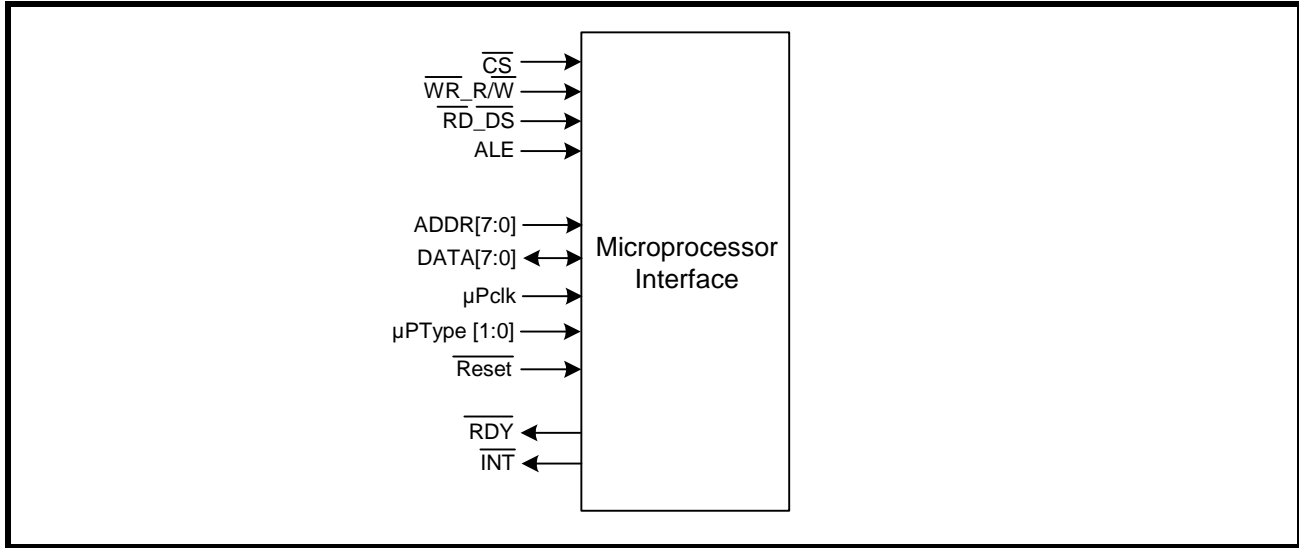 CS
WR_R/W
RD_DS
ALE
ADDR[7:0]
DATA[7:0]
µPclk
µPType [1:0]
Reset
RDY
INT
Microprocessor
Interface